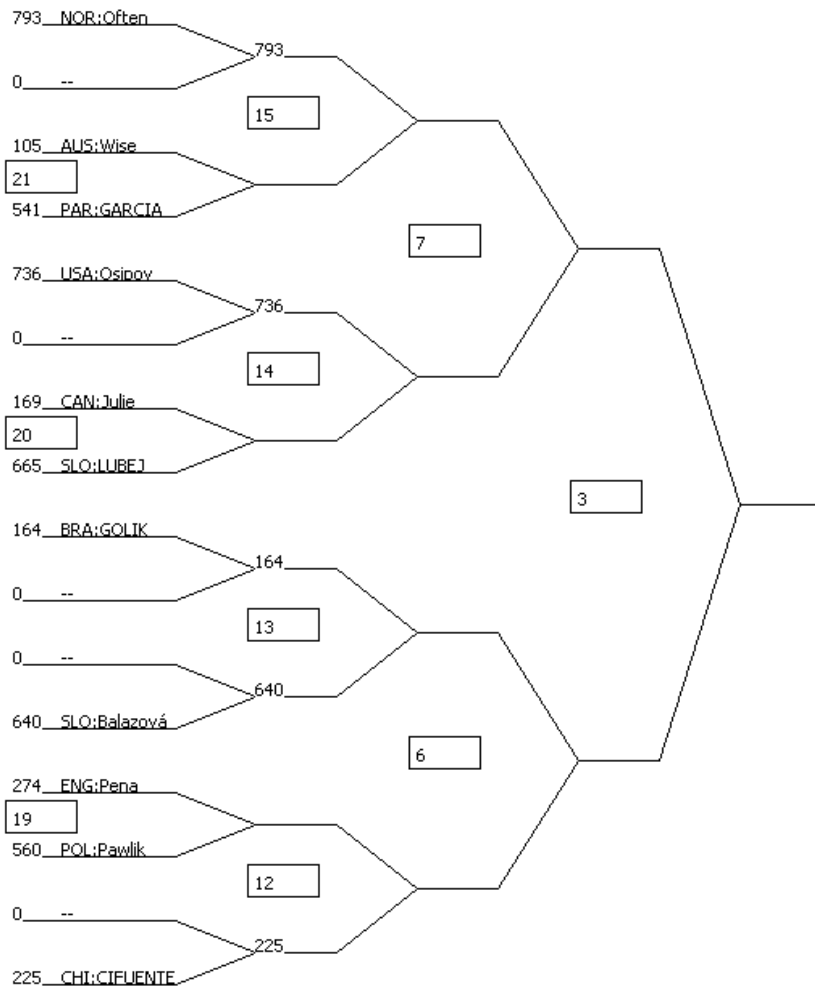 793 NOR:Often
793
0 --
15
105 AUS:Wise
21
541 PAR:GARCIA
7
736 USA:Osipov
736
0 --
14
169 CAN:Julie
20
665 SLO:LUBEJ
3
164 BRA:GOLIK
164
0 --
13
0 --
640
640 SLO:Balazová
6
274 ENG:Pena
19
560 POL:Pawlik
12
0 --
225
225 CHI:CIFUENTE